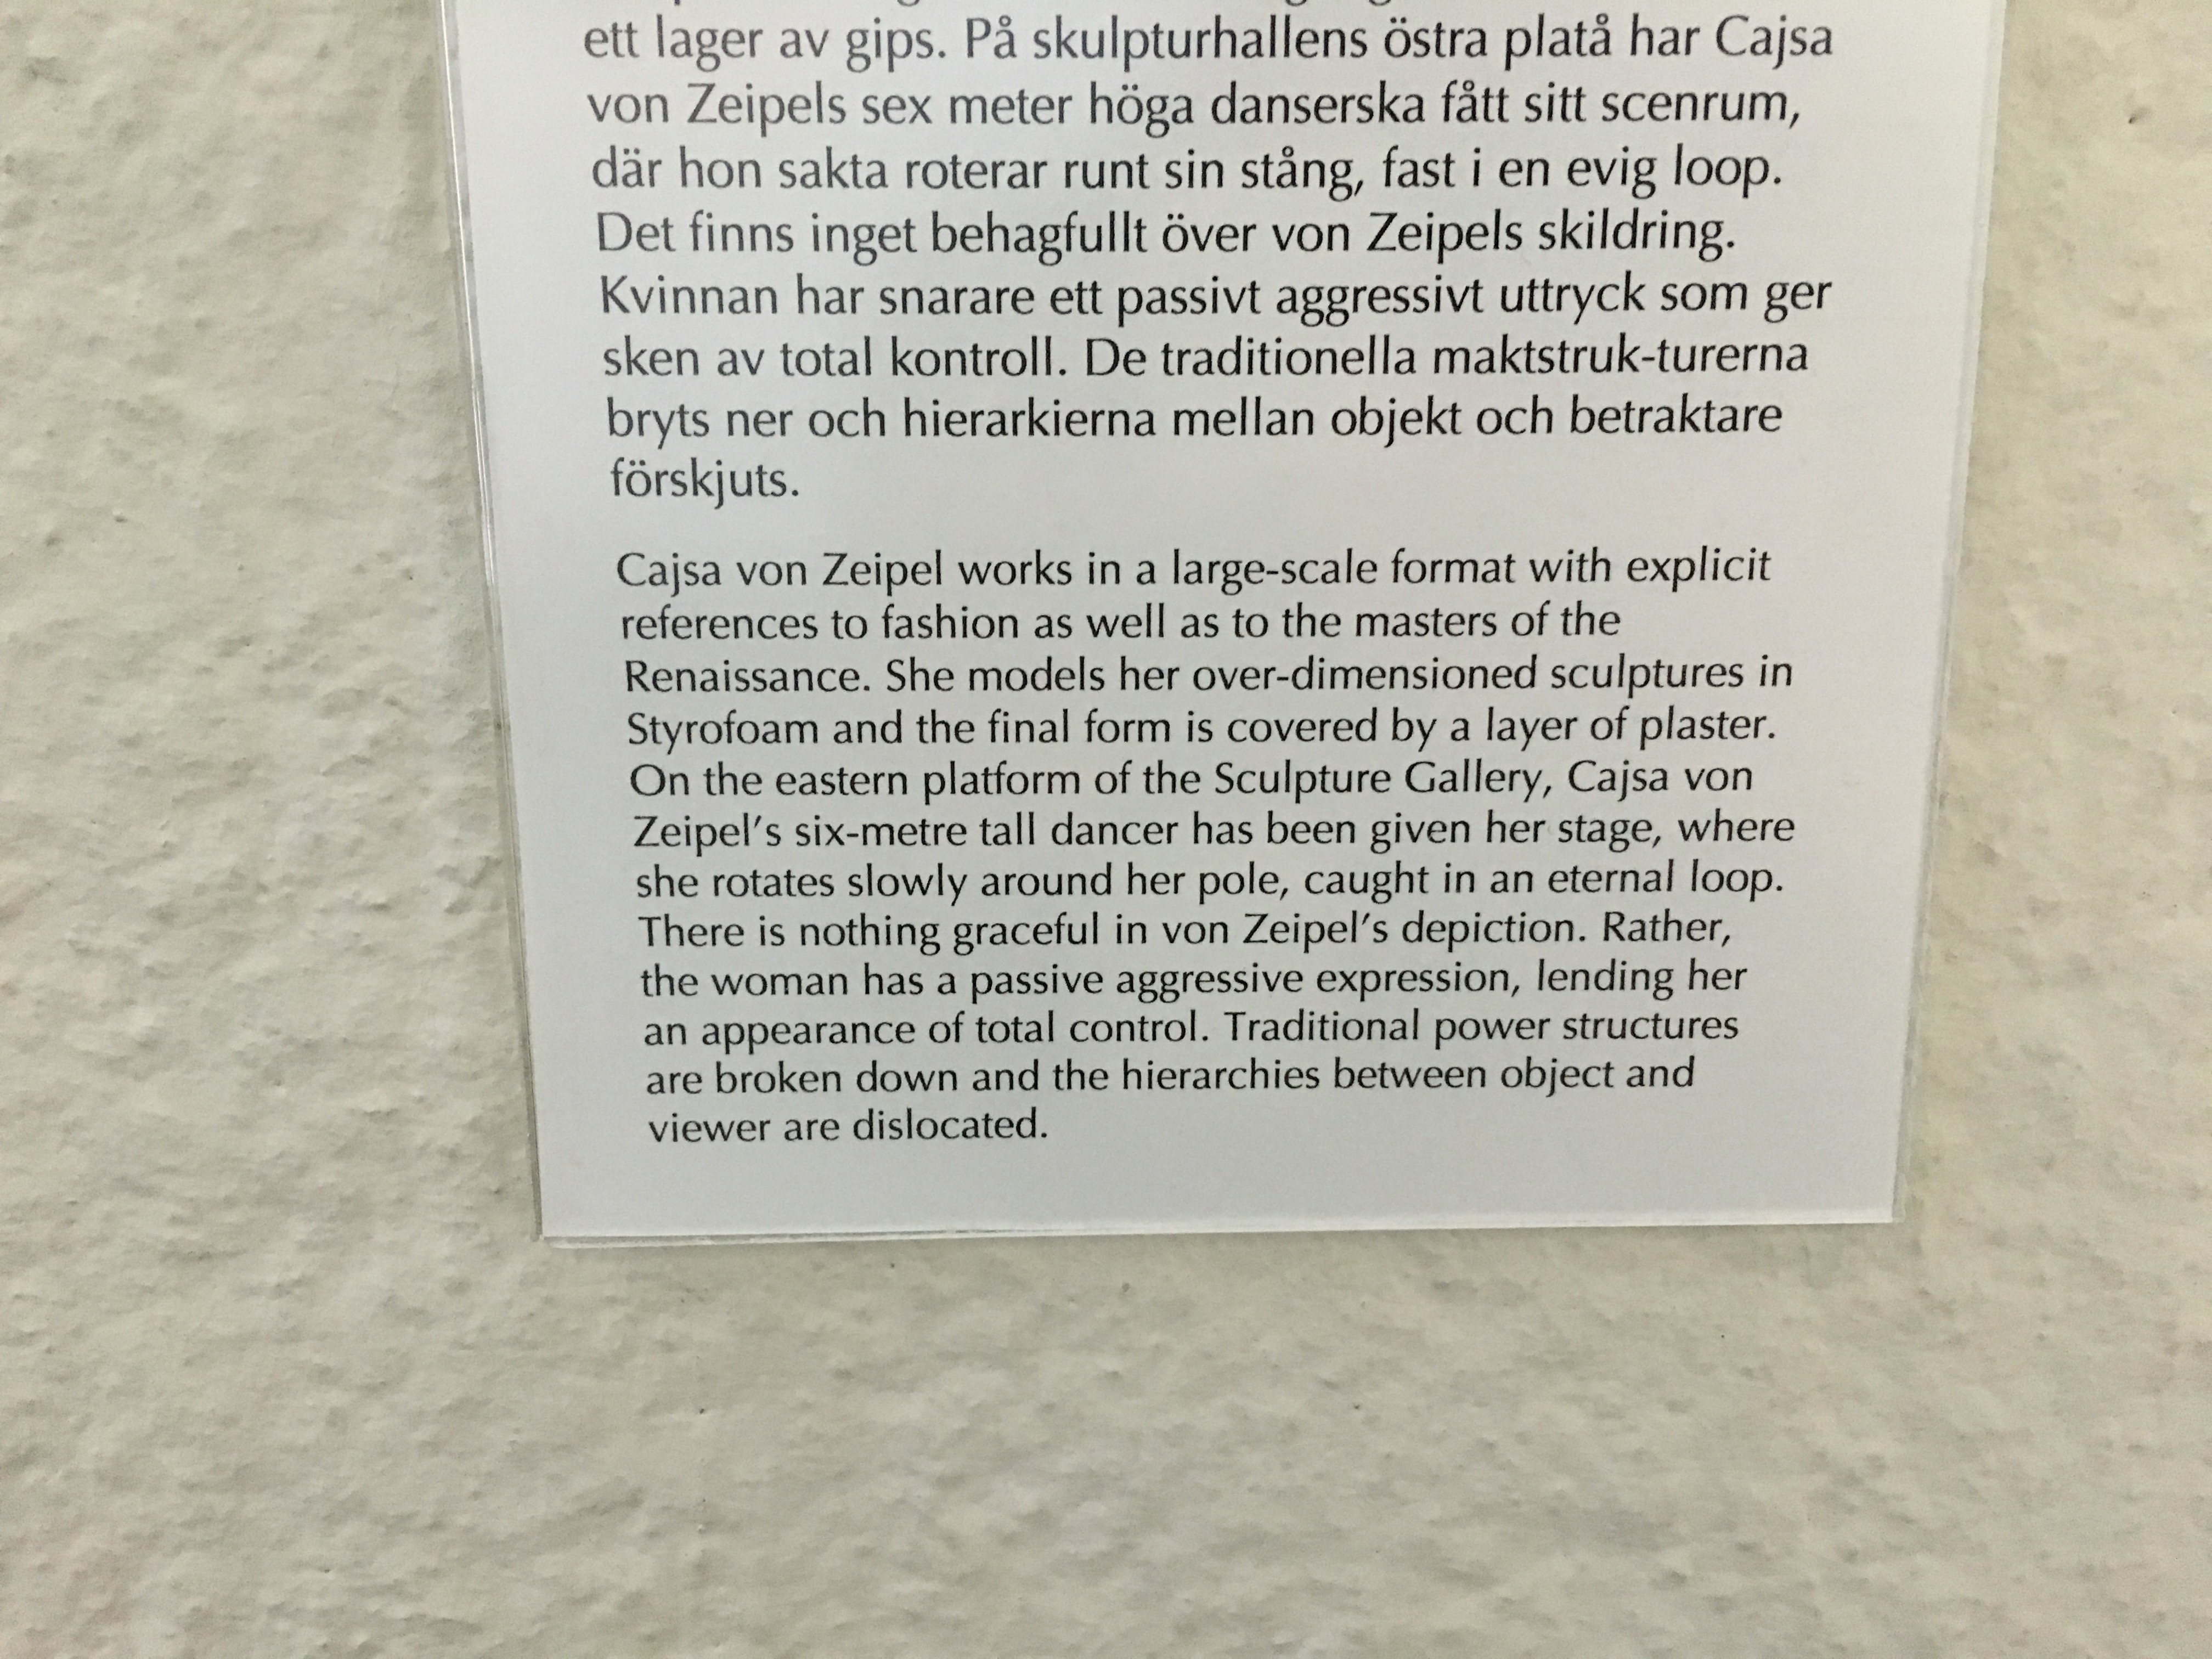 ett lager av gips. På skulpturhallens östra platå har Cajsa
von Zeipels sex meter höga danserska fått sitt scenrum,
där hon sakta roterar runt sin stång, fast i en evig loop.
Det finns inget behagfullt över von Zeipels skildring.
Kvinnan har snarare ett passivt aggressivt uttryck som ger
sken av total kontroll. De traditionella maktstruk-turerna
bryts ner och hierarkierna mellan objekt och betraktare
förskjuts.
Cajsa von Zeipel works in a large-scale format with explicit
references to fashion as well as to the masters of the
Renaissance. She models her over-dimensioned sculptures in
Styrofoam and the final form is covered by a layer of plaster.
On the eastern platform of the Sculpture Gallery, Cajsa von
Zeipel’s six-metre tall dancer has been given her stage, where
she rotates slowly around her pole, caught in an eternal loop.
There is nothing graceful in von Zeipel’s depiction. Rather,
the woman has a passive aggressive expression, lending her
an appearance of total control. Traditional power structures
are broken down and the hierarchies between object and
viewer are dislocated.